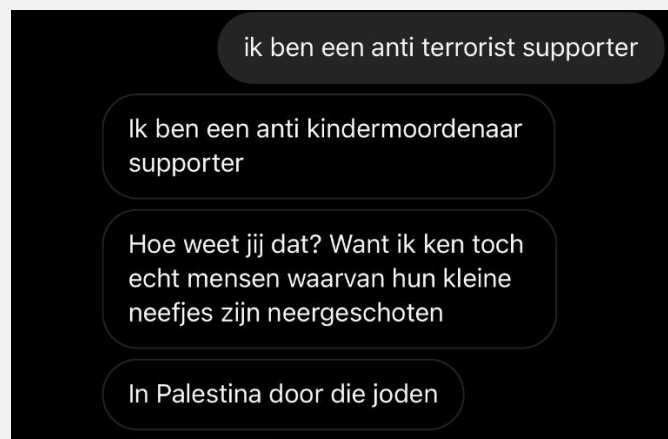 ik ben een anti terrorist supporter
Ik ben een anti kindermoordenaar
supporter
Hoe weet jij dat? Want ik ken toch
echt mensen waarvan hun kleine
neefjes zijn neergeschoten
In Palestina door die joden